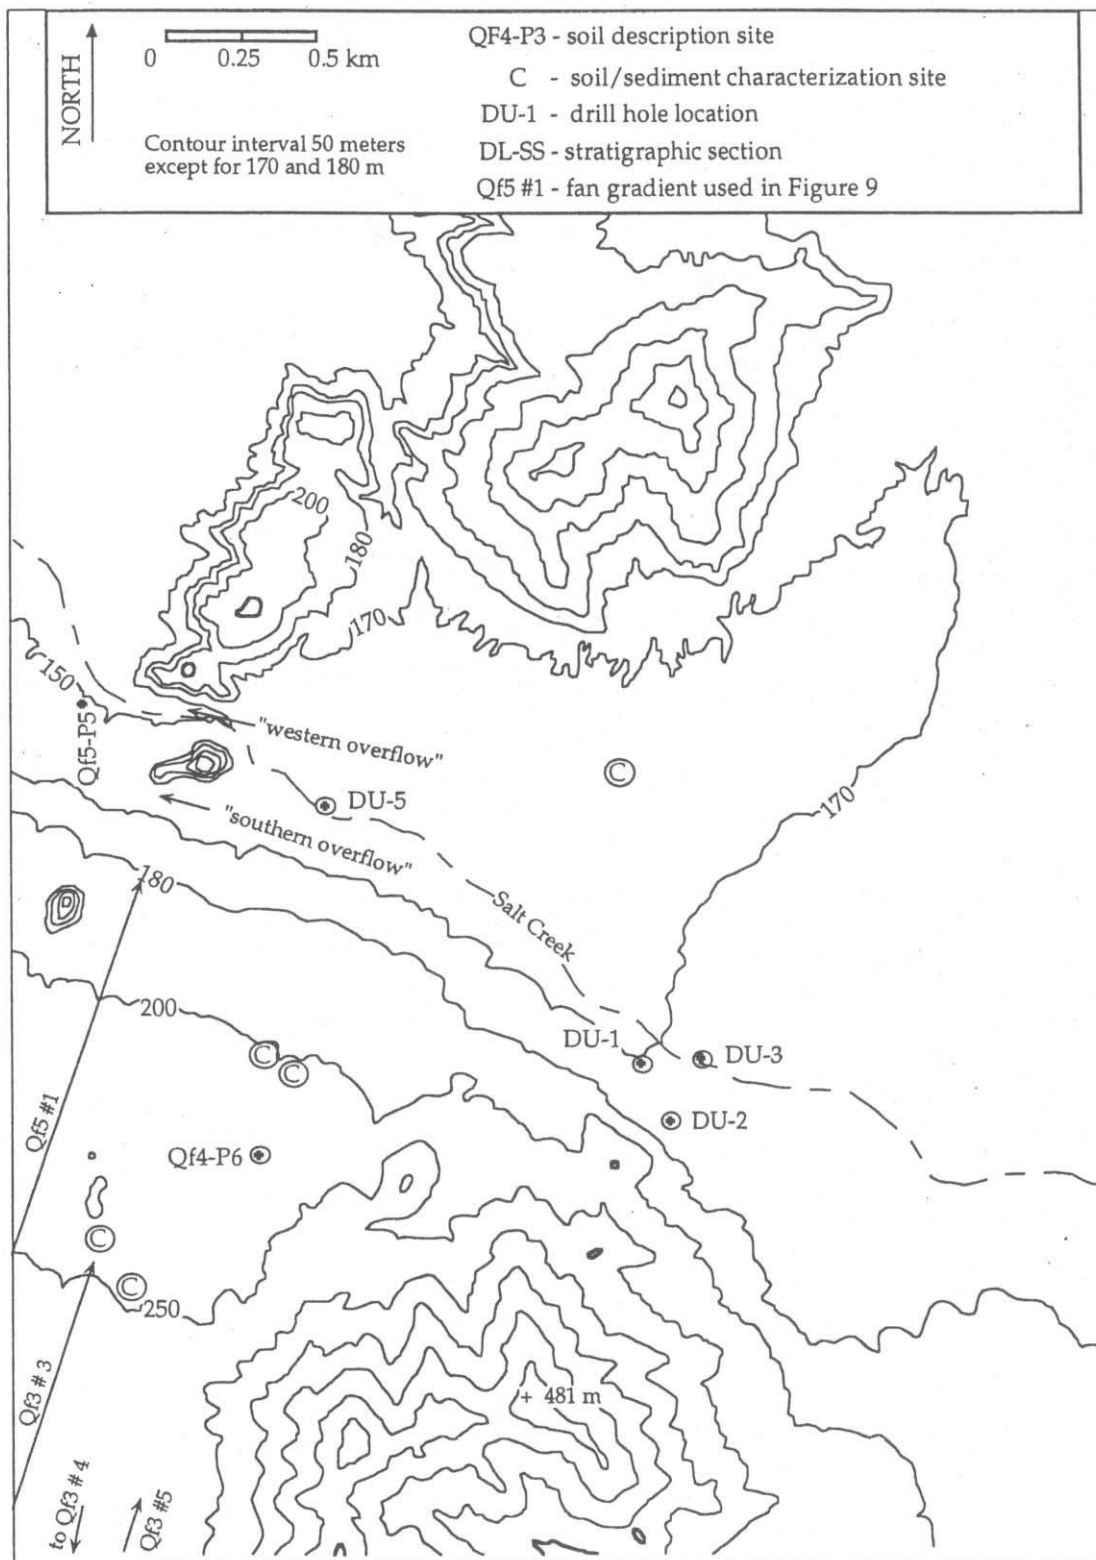 NORTH
0 0.25 0.5 km
Contour interval 50 meters
except for 170 and 180 m
QF4-P3 - soil description site
C - soil/sediment characterization site
DU-1 - drill hole location
DL-SS - stratigraphic section
Qf5 #1 - fan gradient used in Figure 9
200
180
170
150
Qf5-P5
"western overflow"
C
DU-5
"southern overflow"
170
180
Salt Creek
200
DU-1
DU-3
C
C
DU-2
Qf5 #1
Qf4-P6
C
C
250
Qf3 # 3
+ 481 m
to Qf3 # 4
Qf3 #5